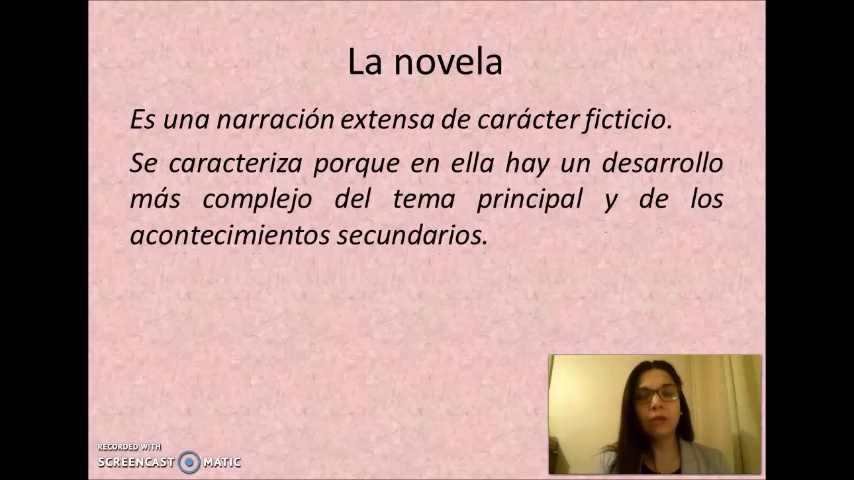 La novela
Es una narración extensa de carácter ficticio.
Se caracteriza porque en ella hay un desarrollo
más complejo del tema principal y de los
acontecimientos secundarios.
RECORDED WITH
SCREENCAST MATIC